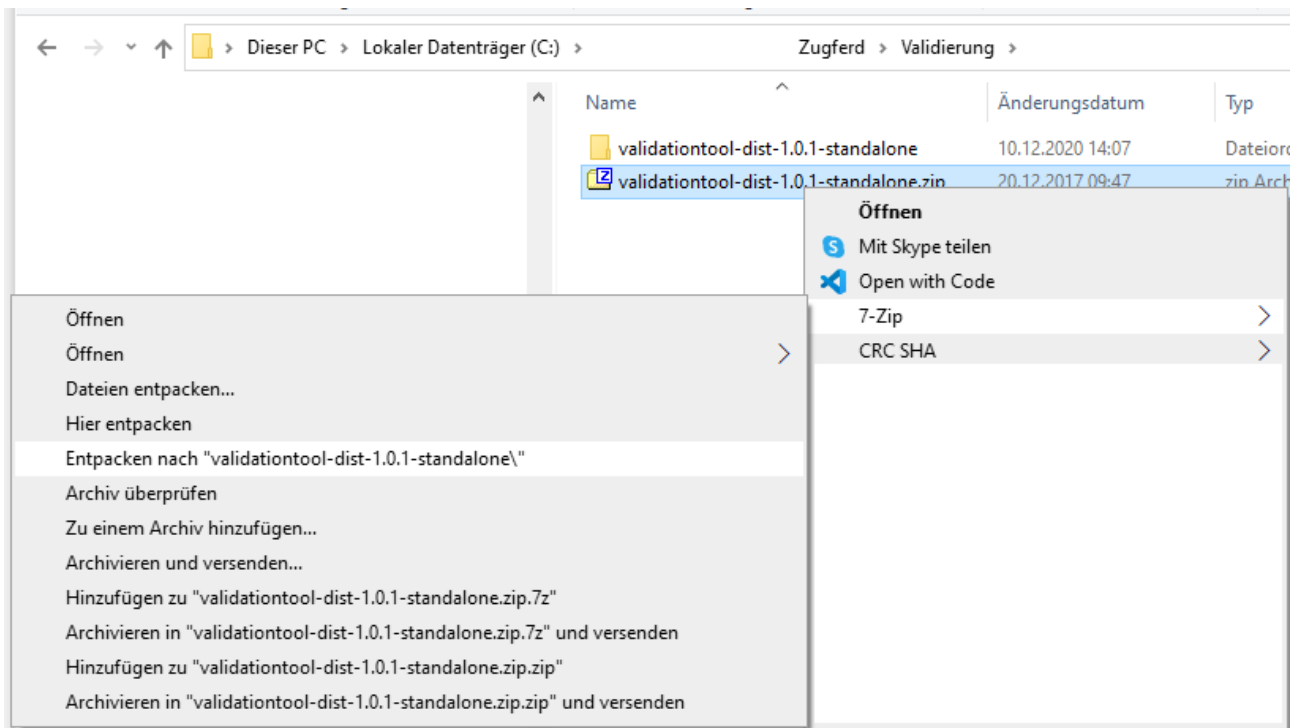 Dieser PC > Lokaler Datenträger (C:) > Zugferd > Validierung >
Name Änderungsdatum Typ
validationtool-dist-1.0.1-standalone 10.12.2020 14:07
validationtool-dist-1.0.1-standalone.zip 20.12.2017 09:47 zip
Öffnen
Mit Skype teilen
Open with Code
7-Zip
CRC SHA
Öffnen
Öffnen
Dateien entpacken...
Hier entpacken
Entpacken nach "validationtool-dist-1.0.1-standalone\"
Archiv überprüfen
Zu einem Archiv hinzufügen...
Archivieren und versenden...
Hinzufügen zu "validationtool-dist-1.0.1-standalone.zip.7z"
Archivieren in "validationtool-dist-1.0.1-standalone.zip.7z" und versenden
Hinzufügen zu "validationtool-dist-1.0.1-standalone.zip.zip"
Archivieren in "validationtool-dist-1.0.1-standalone.zip.zip" und versenden